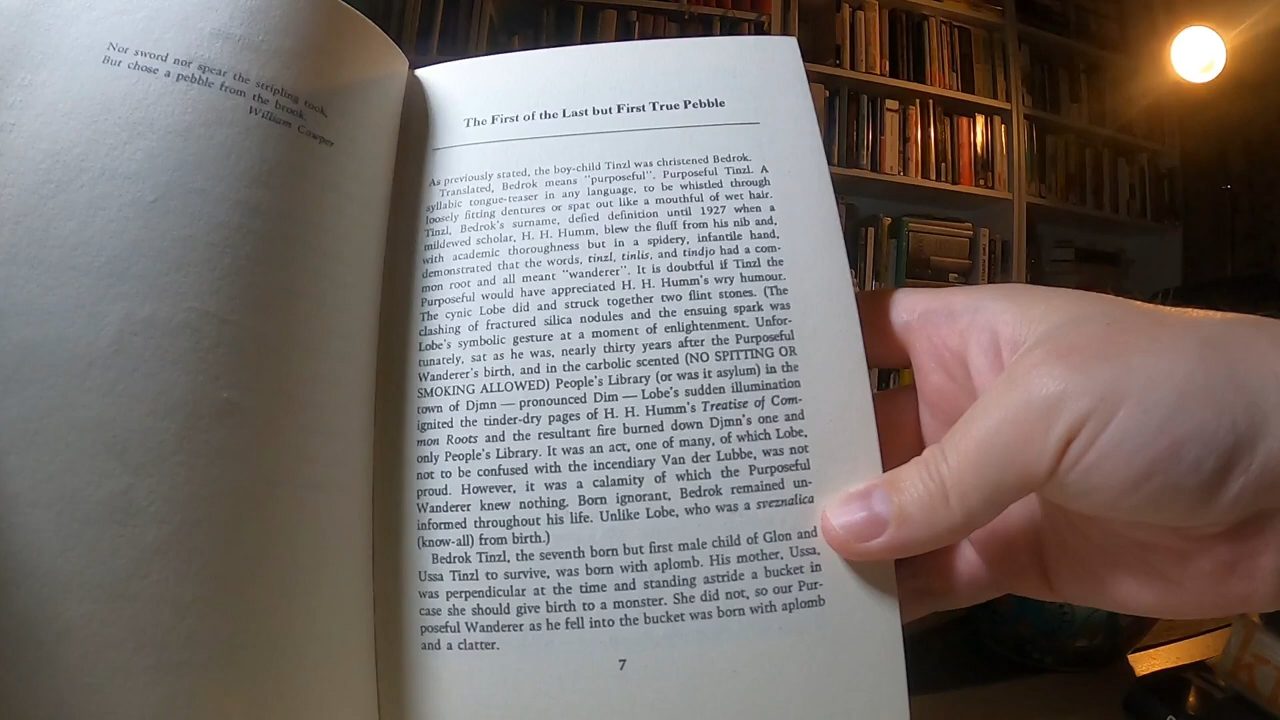 Nor sword nor spear the stripling took,
But chose a pebble from the brook.
William Cowper
The First of the Last but First True Pebble
As previously stated, the boy-child Tinzl was christened Bedrok.
Translated, Bedrok means "purposeful". Purposeful Tinzl. A
syllabic tongue-teaser in any language, to be whistled through
loosely fitting dentures or spat out like a mouthful of wet hair.
Tinzl, Bedrok's surname, defied definition until 1927 when a
mildewed scholar, H. H. Humm, blew the fluff from his nib and,
with academic thoroughness but in a spidery, infantile hand,
demonstrated that the words, tinzl, tinlis, and tindjo had a com-
mon root and all meant "wanderer". It is doubtful if Tinzl the
Purposeful would have appreciated H. H. Humm's wry humour.
The cynic Lobe did and struck together two flint stones. (The
clashing of fractured silica nodules and the ensuing spark was
Lobe's symbolic gesture at a moment of enlightenment. Unfor-
tunately, sat as he was, nearly thirty years after the Purposeful
Wanderer's birth, and in the carbolic scented (NO SPITTING OR
SMOKING ALLOWED) People's Library (or was it asylum) in the
town of Djmn — pronounced Dim — Lobe's sudden illumination
ignited the tinder-dry pages of H. H. Humm's Treatise of Com-
mon Roots and the resultant fire burned down Djmn's one and
only People's Library. It was an act, one of many, of which Lobe,
not to be confused with the incendiary Van der Lubbe, was not
proud. However, it was a calamity of which the Purposeful
Wanderer knew nothing. Born ignorant, Bedrok remained un-
informed throughout his life. Unlike Lobe, who was a sveznalica
(know-all) from birth.)
Bedrok Tinzl, the seventh born but first male child of Glon and
Ussa Tinzl to survive, was born with aplomb. His mother, Ussa,
was perpendicular at the time and standing astride a bucket in
case she should give birth to a monster. She did not, so our Pur-
poseful Wanderer as he fell into the bucket was born with aplomb
and a clatter.
7